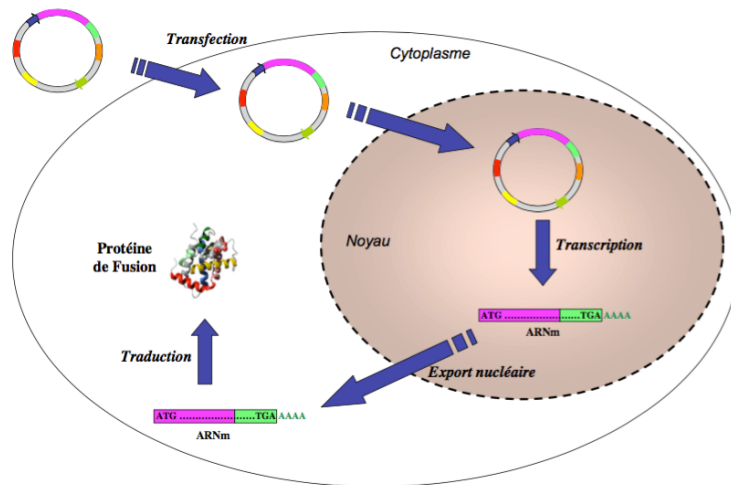 Transfection
Cytoplasme
Noyau
Transcription
ATG ..................... ......TGA AAAA
ARNm
Export nucléaire
ATG ..................... ......TGA AAAA
ARNm
Traduction
Protéine
de Fusion